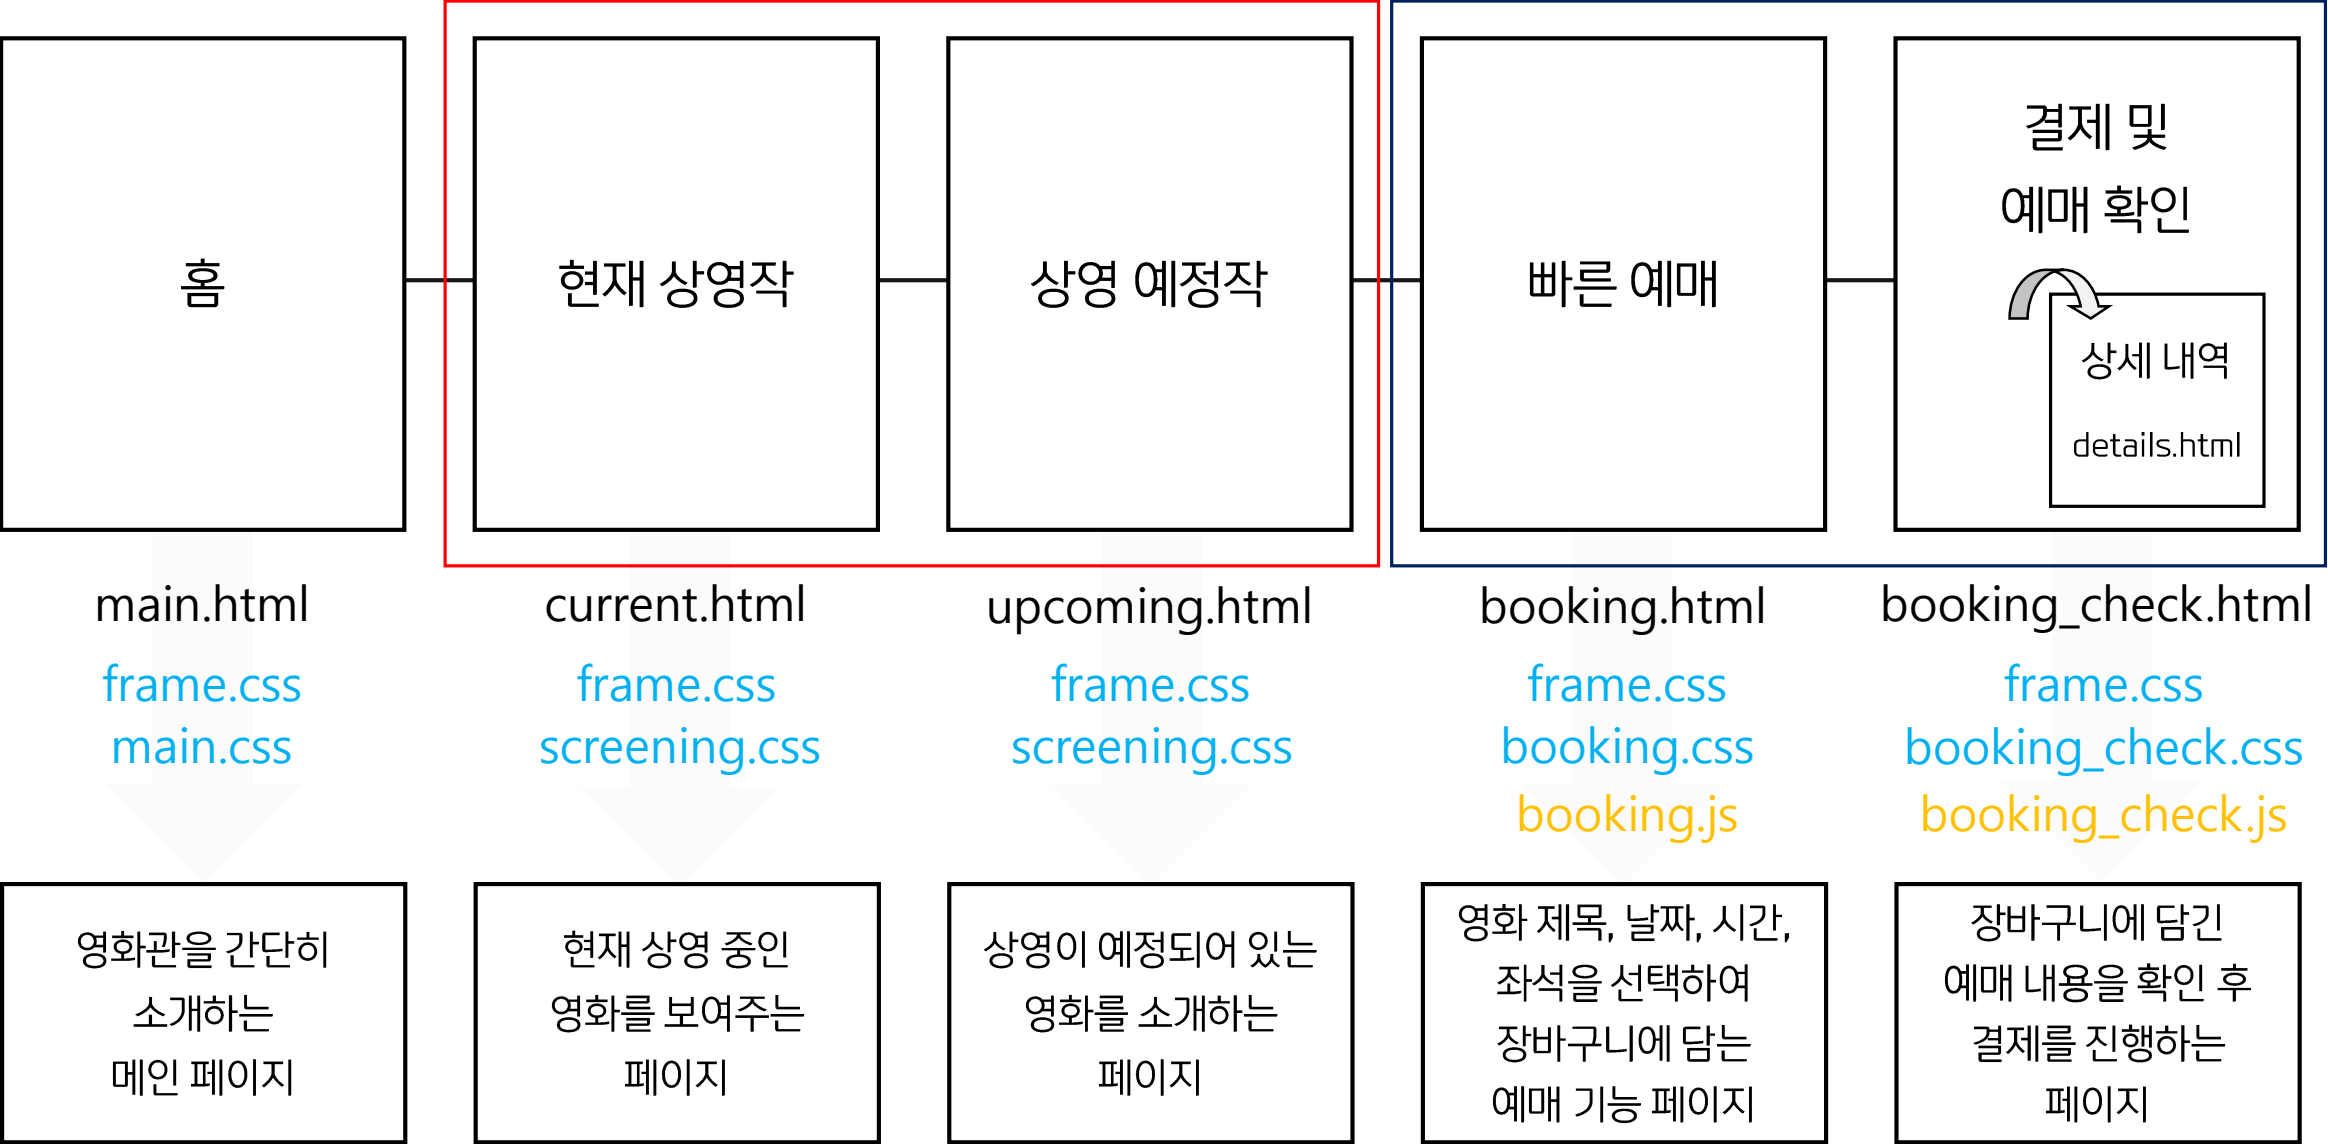 홈
현재 상영작
상영 예정작
빠른 예매
결제 및
예매 확인
상세 내역
details.html
main.html
frame.css
main.css
current.html
frame.css
screening.css
upcoming.html
frame.css
screening.css
booking.html
frame.css
booking.css
booking.js
booking_check.html
frame.css
booking_check.css
booking_check.js
영화관을 간단히
소개하는
메인 페이지
현재 상영 중인
영화를 보여주는
페이지
상영이 예정되어 있는
영화를 소개하는
페이지
영화 제목, 날짜, 시간,
좌석을 선택하여
장바구니에 담는
예매 기능 페이지
장바구니에 담긴
예매 내용을 확인 후
결제를 진행하는
페이지